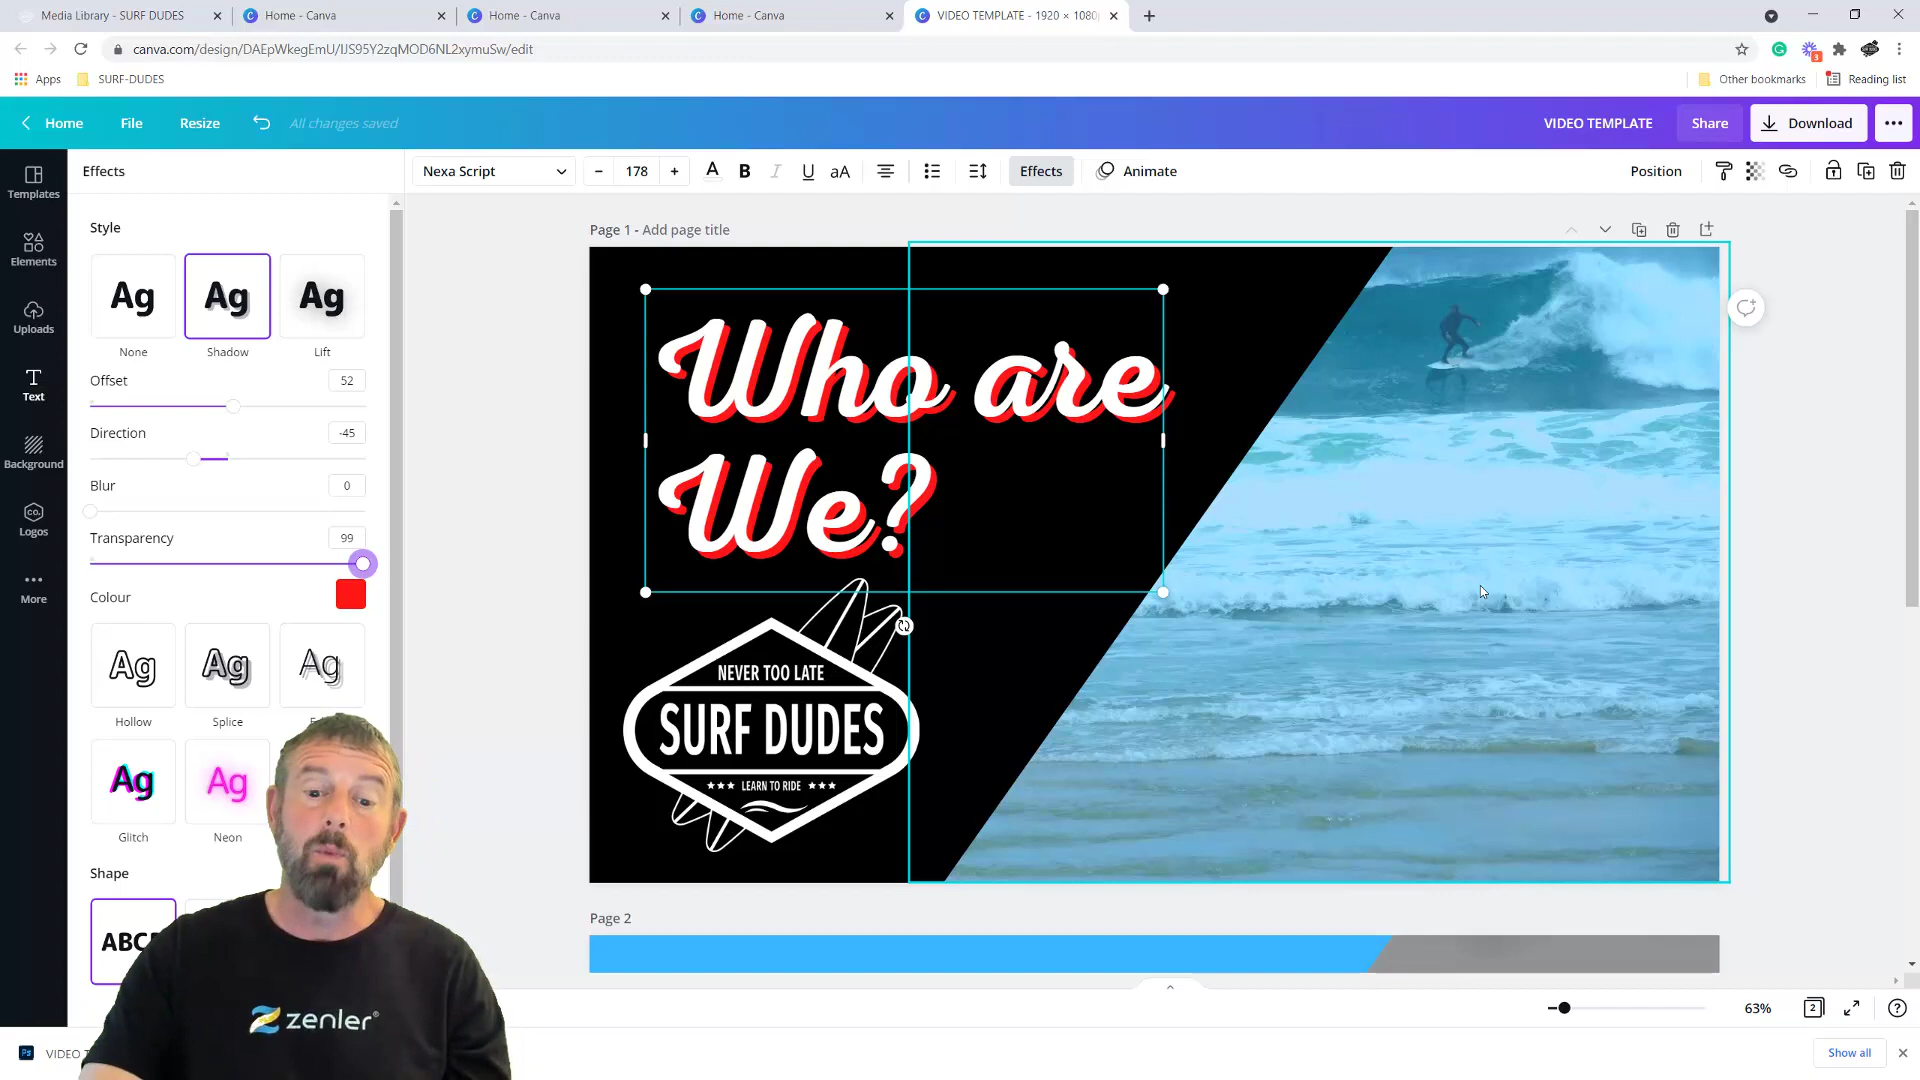 Media Library - SURF DUDES
Home - Canva
Home - Canva
Home - Canva
VIDEO TEMPLATE - 1920 × 1080p
canva.com/design/DAEpWkegEmU/IJS95Y2zqMOD6NL2xymuSw/edit
3
Apps
SURF-DUDES
Other bookmarks
Reading list
Home
File
Resize
All changes saved
VIDEO TEMPLATE
Share
Download
Templates
Elements
Uploads
Text
Background
CO.
Logos
More
Effects
Nexa Script
178
A
B
I
U
aA
Effects
Animate
Position
Style
Ag
Ag
Ag
None
Shadow
Lift
Offset
52
Direction
-45
Blur
0
Transparency
99
Colour
Ag
Ag
Ag
Hollow
Splice
Ag
Ag
Glitch
Neon
Shape
ABC
Page 1 - Add page title
Who are
We?
NEVER TOO LATE
SURF DUDES
LEARN TO RIDE
Page 2
zenler
63%
2
Ps
VIDEO
Show all